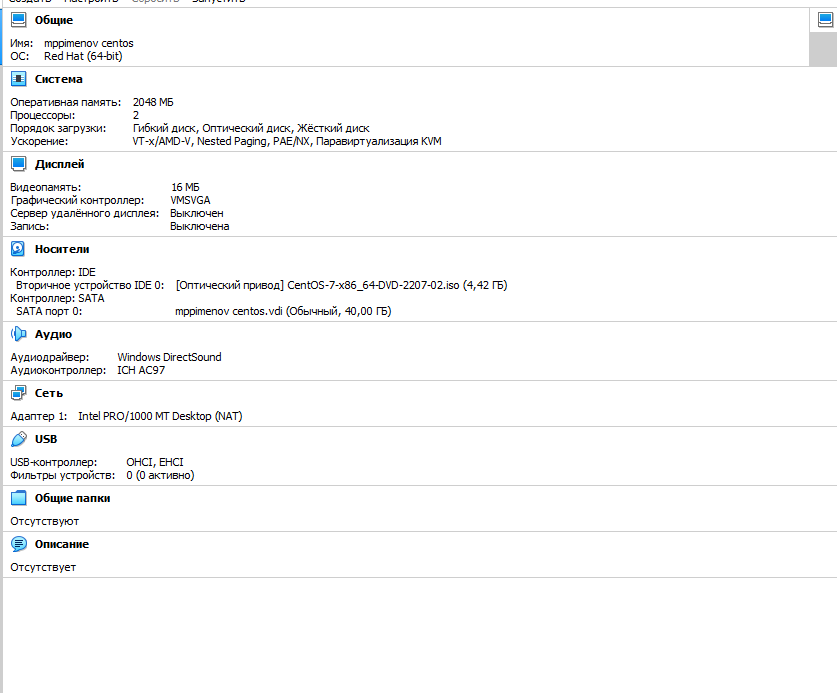 Создать Настроить Сбросить Запустить
Общие
Имя: mppimenov centos
ОС: Red Hat (64-bit)
Система
Оперативная память: 2048 МБ
Процессоры: 2
Порядок загрузки: Гибкий диск, Оптический диск, Жёсткий диск
Ускорение: VT-x/AMD-V, Nested Paging, PAE/NX, Паравиртуализация KVM
Дисплей
Видеопамять: 16 МБ
Графический контроллер: VMSVGA
Сервер удалённого дисплея: Выключен
Запись: Выключена
Носители
Контроллер: IDE
Вторичное устройство IDE 0: [Оптический привод] CentOS-7-x86_64-DVD-2207-02.iso (4,42 ГБ)
Контроллер: SATA
SATA порт 0: mppimenov centos.vdi (Обычный, 40,00 ГБ)
Аудио
Аудиодрайвер: Windows DirectSound
Аудиоконтроллер: ICH AC97
Сеть
Адаптер 1: Intel PRO/1000 MT Desktop (NAT)
USB
USB-контроллер: OHCI, EHCI
Фильтры устройств: 0 (0 активно)
Общие папки
Отсутствуют
Описание
Отсутствует